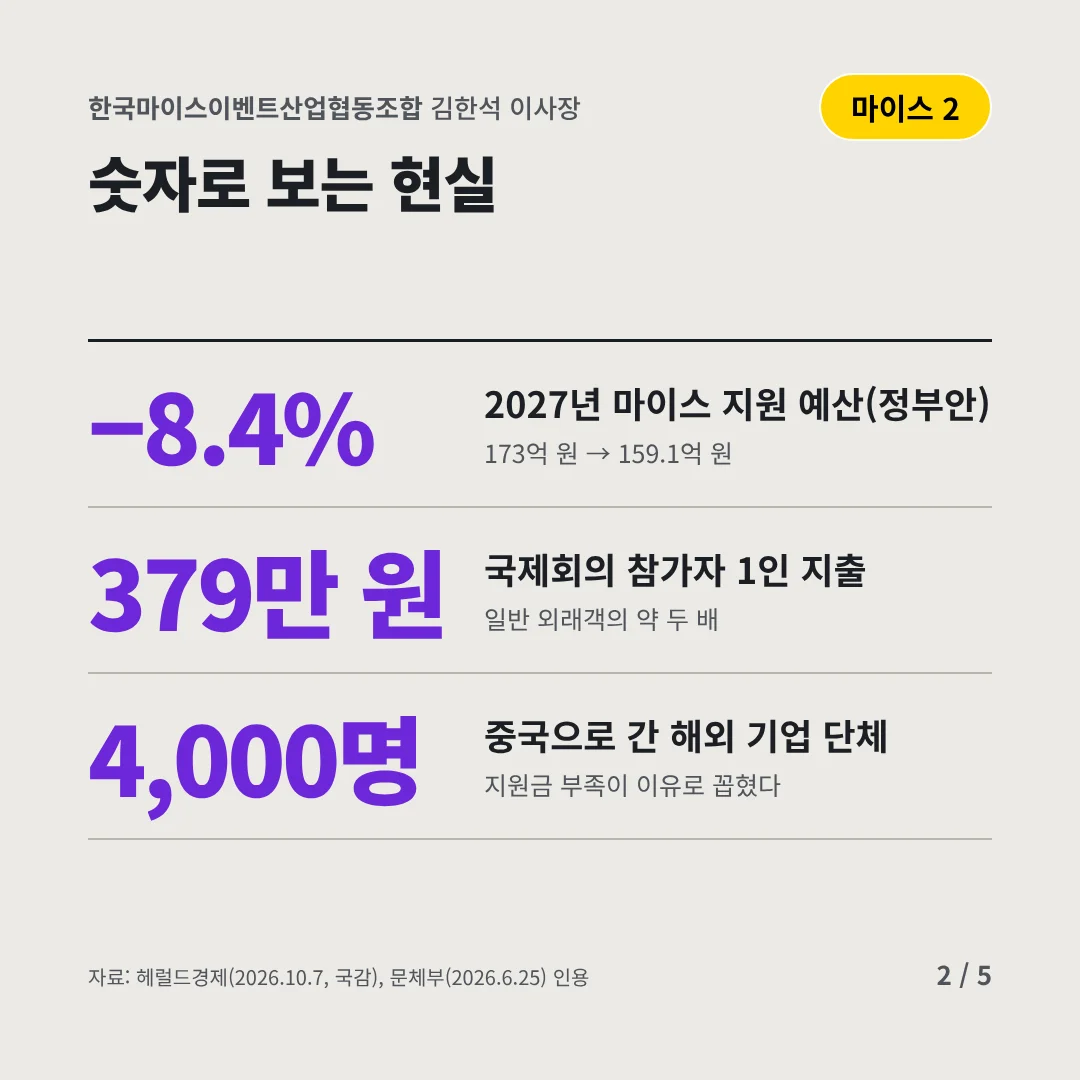 한국마이스이벤트산업협동조합 김한석 이사장
마이스 2
숫자로 보는 현실
−8.4%
2027년 마이스 지원 예산(정부안)
173억 원 → 159.1억 원
379만 원
국제회의 참가자 1인 지출
일반 외래객의 약 두 배
4,000명
중국으로 간 해외 기업 단체
지원금 부족이 이유로 꼽혔다
자료: 헤럴드경제(2026.10.7, 국감), 문체부(2026.6.25) 인용
2 / 5